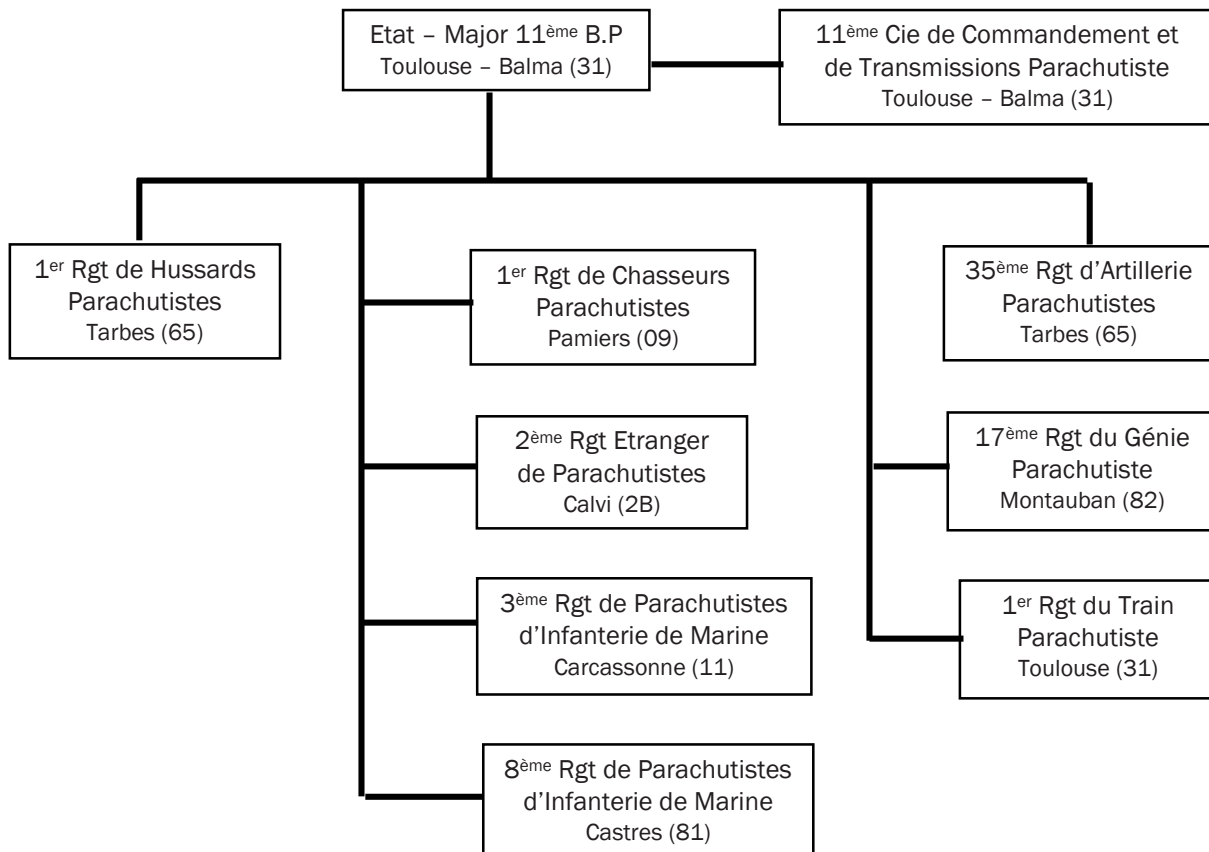 Etat – Major 11ème B.P
Toulouse – Balma (31)
11ème Cie de Commandement et
de Transmissions Parachutiste
Toulouse – Balma (31)
1er Rgt de Hussards
Parachutistes
Tarbes (65)
1er Rgt de Chasseurs
Parachutistes
Pamiers (09)
35ème Rgt d’Artillerie
Parachutistes
Tarbes (65)
2ème Rgt Etranger
de Parachutistes
Calvi (2B)
17ème Rgt du Génie
Parachutiste
Montauban (82)
3ème Rgt de Parachutistes
d’Infanterie de Marine
Carcassonne (11)
1er Rgt du Train
Parachutiste
Toulouse (31)
8ème Rgt de Parachutistes
d’Infanterie de Marine
Castres (81)